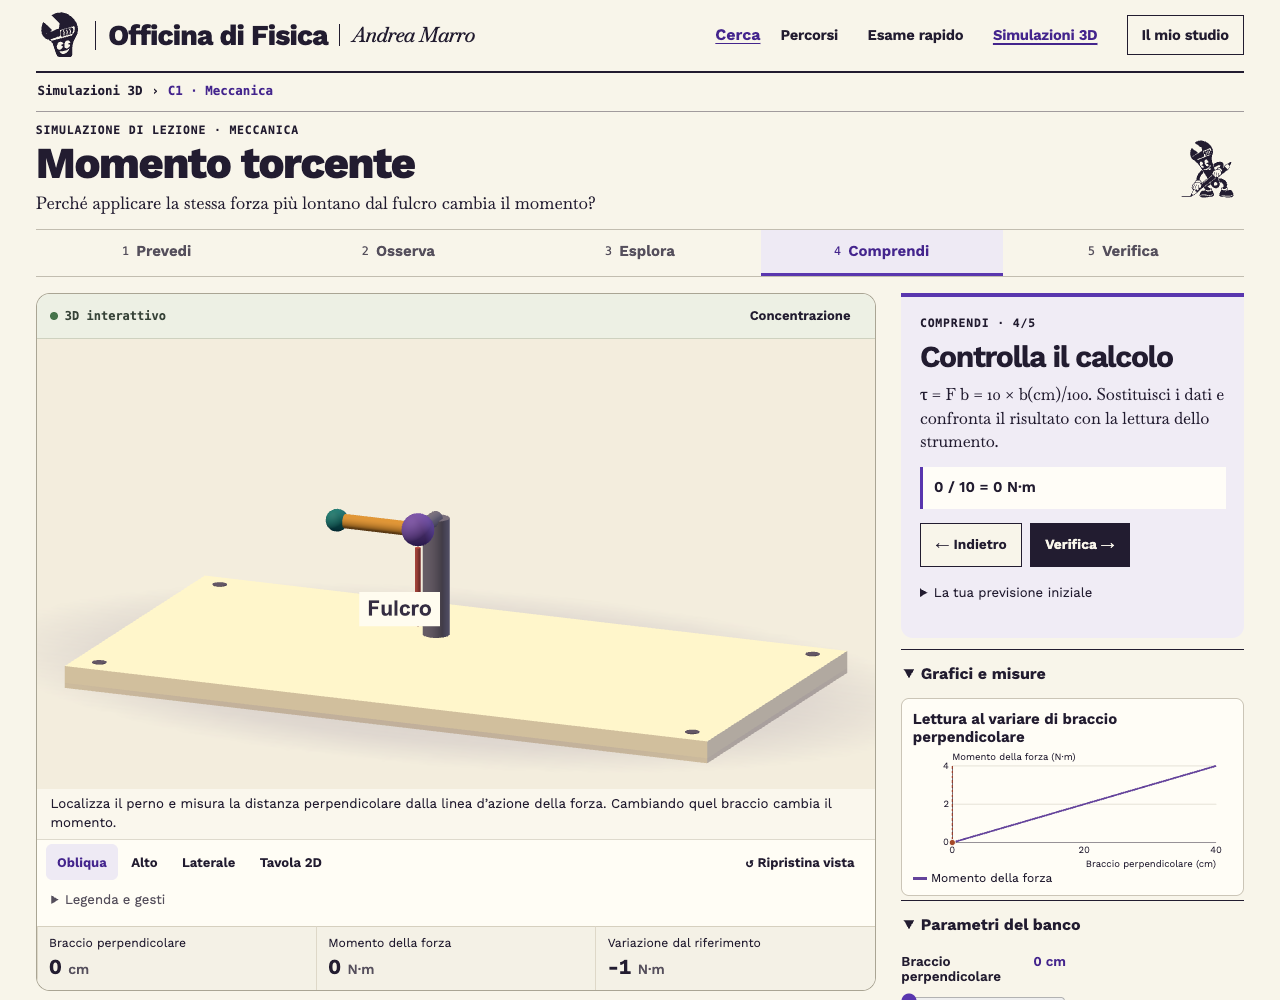 Officina di Fisica
Andrea Marro
Cerca
Percorsi
Esame rapido
Simulazioni 3D
Il mio studio
Simulazioni 3D › C1 · Meccanica
SIMULAZIONE DI LEZIONE · MECCANICA
Momento torcente
Perché applicare la stessa forza più lontano dal fulcro cambia il momento?
1 Prevedi
2 Osserva
3 Esplora
4 Comprendi
5 Verifica
3D interattivo
Concentrazione
Fulcro
Localizza il perno e misura la distanza perpendicolare dalla linea d’azione della forza. Cambiando quel braccio cambia il
momento.
Obliqua
Alto
Laterale
Tavola 2D
↺ Ripristina vista
▶ Legenda e gesti
Braccio perpendicolare
0 cm
Momento della forza
0 N·m
Variazione dal riferimento
-1 N·m
COMPRENDI · 4/5
Controlla il calcolo
τ = F b = 10 × b(cm)/100. Sostituisci i dati e
confronta il risultato con la lettura dello
strumento.
0 / 10 = 0 N·m
← Indietro
Verifica →
▶ La tua previsione iniziale
▼ Grafici e misure
Lettura al variare di braccio
perpendicolare
Momento della forza (N·m)
4
2
0
0
20
40
Braccio perpendicolare (cm)
Momento della forza
▼ Parametri del banco
Braccio
perpendicolare
0 cm